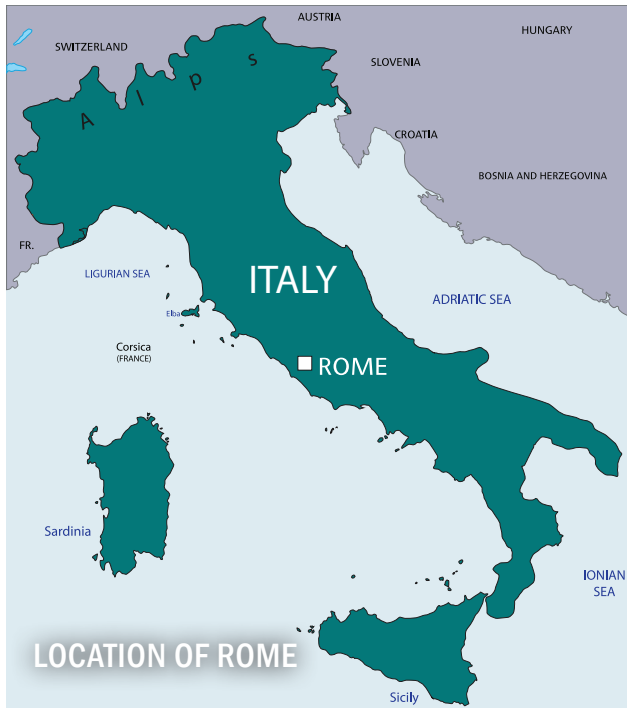 AUSTRIA
HUNGARY
SWITZERLAND
SLOVENIA
Alps
CROATIA
BOSNIA AND HERZEGOVINA
FR.
LIGURIAN SEA
ITALY
ADRIATIC SEA
Elba
Corsica
(FRANCE)
ROME
Sardinia
IONIAN
SEA
LOCATION OF ROME
Sicily